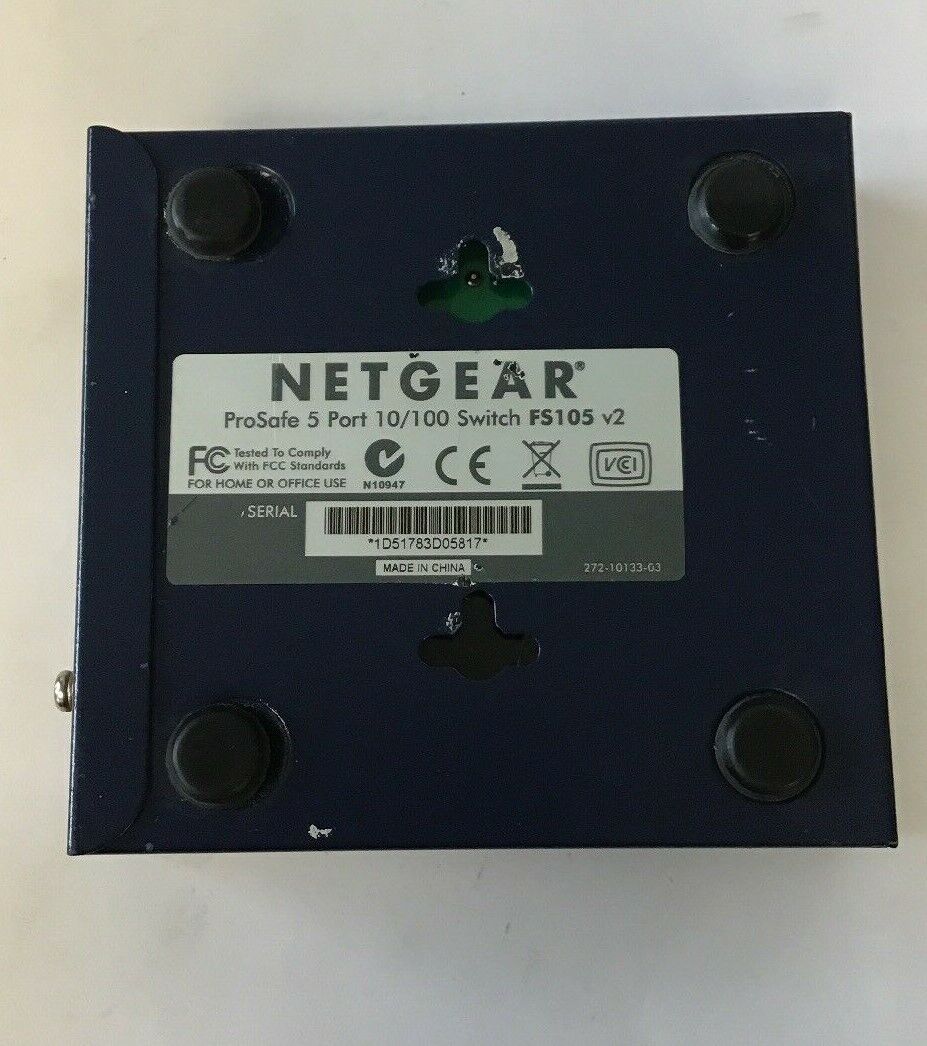 NETGEAR®
ProSafe 5 Port 10/100 Switch FS105 v2
FC Tested To Comply
With FCC Standards
FOR HOME OR OFFICE USE
N10947
CE
VCI
SERIAL
*1D51783D05817*
MADE IN CHINA
272-10133-03